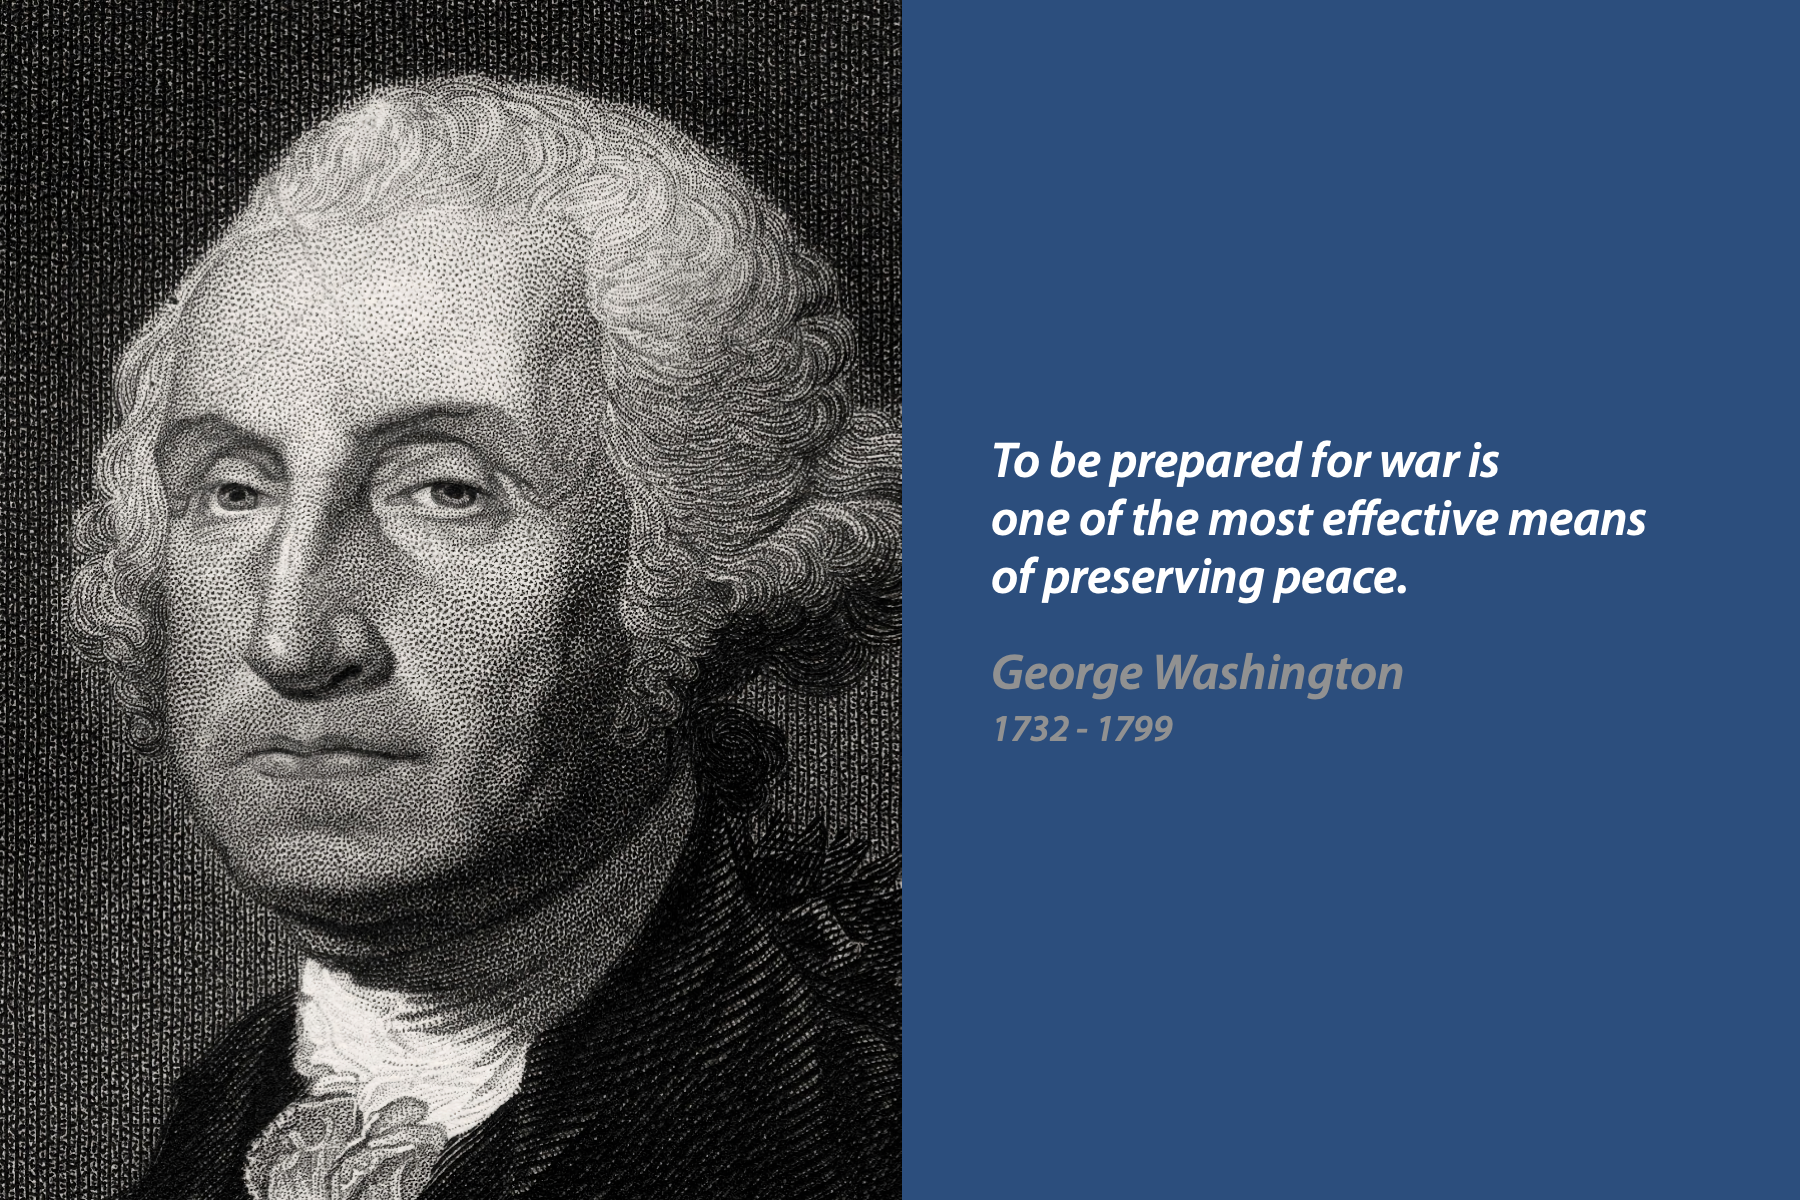 To be prepared for war is
one of the most effective means
of preserving peace.
George Washington
1732 - 1799